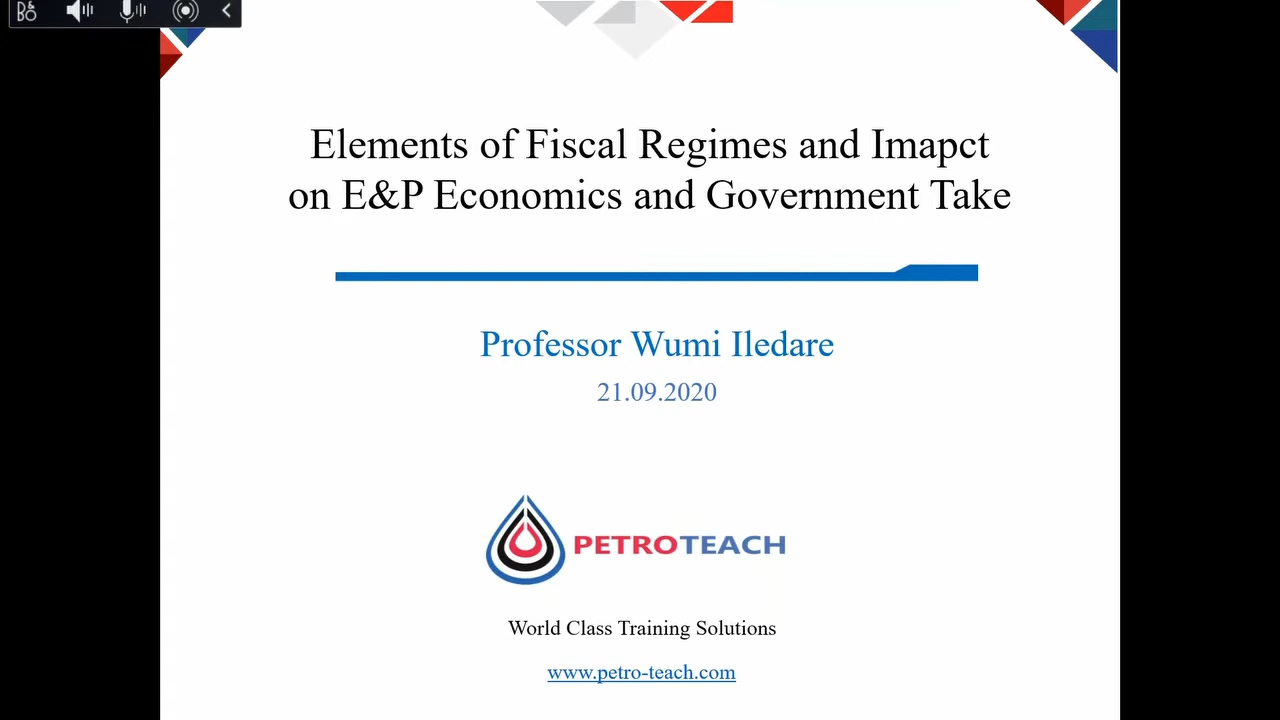 Elements of Fiscal Regimes and Imapct
on E&P Economics and Government Take
Professor Wumi Iledare
21.09.2020
PETROTEACH
World Class Training Solutions
www.petro-teach.com